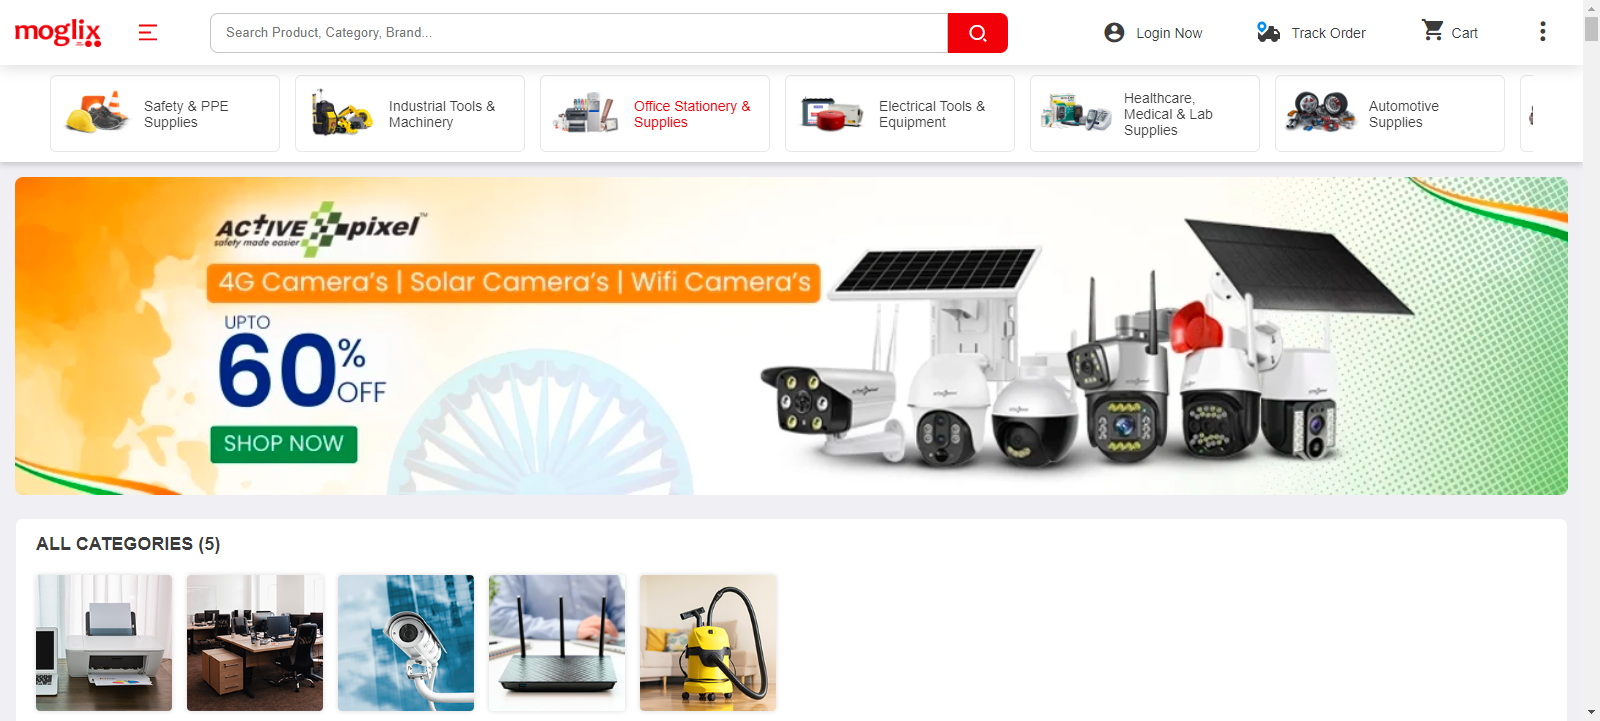 moglix
Search Product, Category, Brand...
Login Now
Track Order
Cart
Safety & PPE
Supplies
Industrial Tools &
Machinery
Office Stationery &
Supplies
Electrical Tools &
Equipment
Healthcare,
Medical & Lab
Supplies
Automotive
Supplies
ACTIVE pixel™
safety made easier
4G Camera's | Solar Camera's | Wifi Camera's
UPTO
60% OFF
SHOP NOW
ALL CATEGORIES (5)